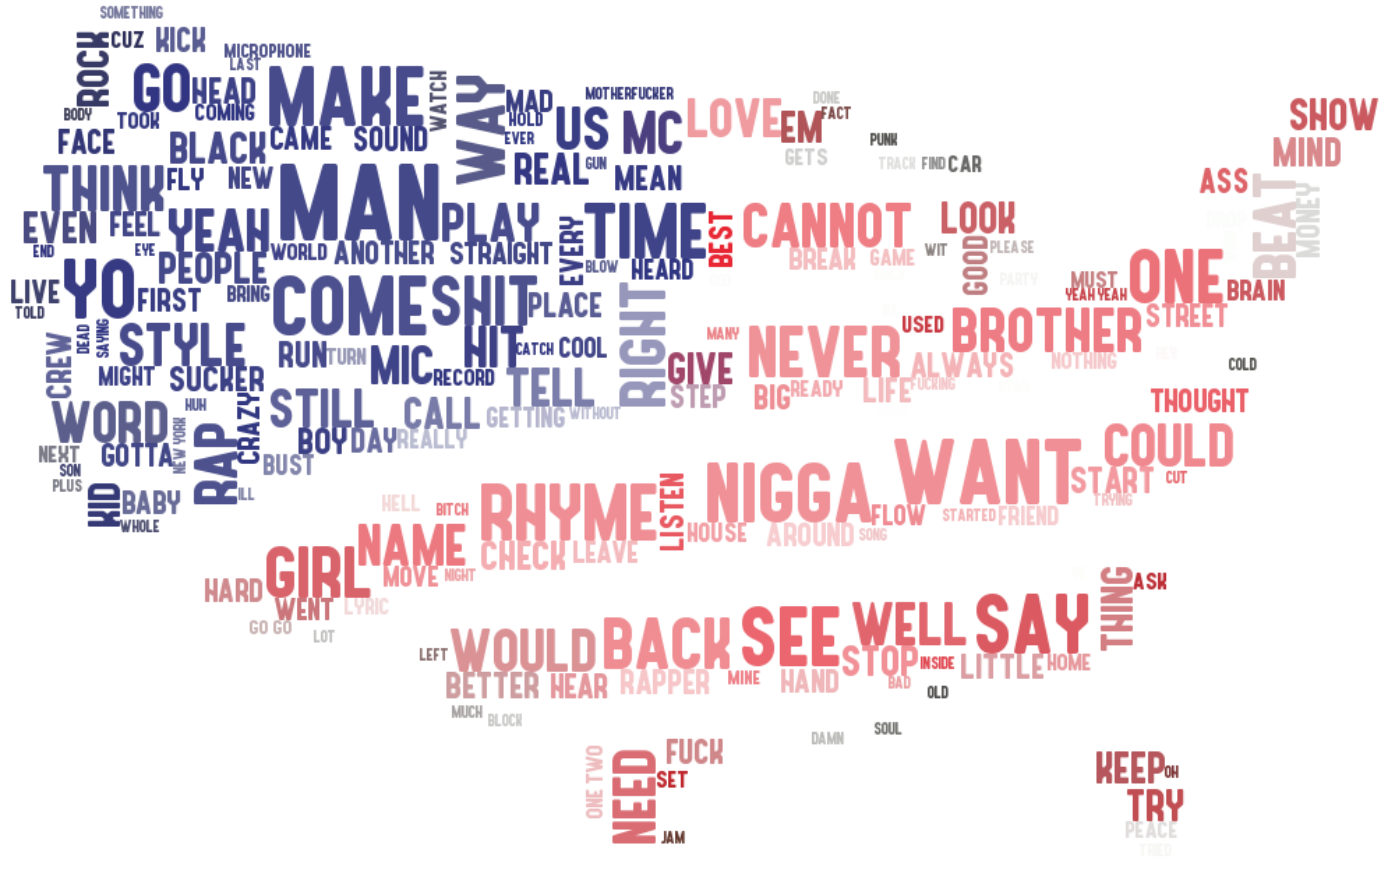 SOMETHING
ROCK CUZ KICK
MICROPHONE
LAST
GO HEAD MAKE WATCH WAY MAD MOTHERFUCKER
BODY TOOK COMING HOLD US MC LOVE EM DONE FACT SHOW
FACE BLACK CAME SOUND EVER GETS PUNK MIND
THINK FLY NEW MAN REAL GUN MEAN TRACK FIND CAR ASS BEAT MONEY
EVEN FEEL YEAH PLAY EVERY TIME BEST CANNOT LOOK
END EYE WORLD ANOTHER STRAIGHT BLOW HEARD BREAK GAME WIT GOOD PLEASE
YO PEOPLE PARTY MUST ONE BRAIN
LIVE FIRST BRING COME SHIT PLACE RIGHT YEAH YEAH
TOLD STREET
CREW DEAD SAYING STYLE RUN TURN MIC HIT CATCH COOL MANY NEVER USED BROTHER
MIGHT SUCKER RECORD TELL GIVE ALWAYS NOTHING HEY COLD
HUH STEP BIG READY LIFE FUCKING
WORD NEW YORK RAP CRAZY STILL CALL GETTING WITHOUT THOUGHT
NEXT GOTTA BOY DAY REALLY COULD
SON BUST WANT START CUT
PLUS KID BABY ILL HELL BITCH RHYME LISTEN NIGGA FLOW STARTED FRIEND TRYING
WHOLE NAME CHECK LEAVE HOUSE AROUND SONG
GIRL MOVE NIGHT THING ASK
HARD WENT LYRIC
GO GO LOT WOULD BACK SEE WELL SAY
LEFT STOP INSIDE LITTLE HOME
BETTER HEAR RAPPER MINE HAND BAD OLD
MUCH BLOCK SOUL
DAMN
ONE TWO NEED FUCK KEEP OH
SET TRY
JAM PEACE
TRIED